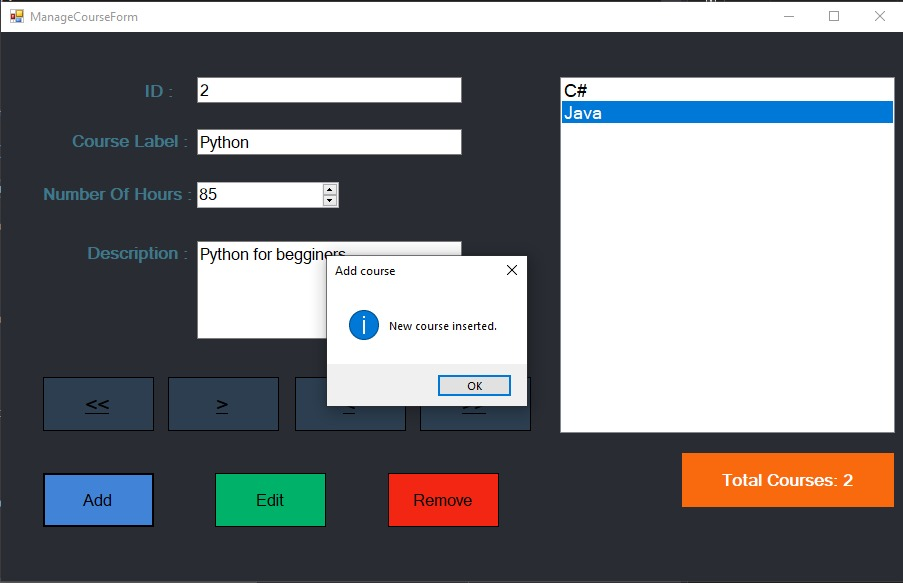 ManageCourseForm
ID :
2
Course Label :
Python
Number Of Hours :
85
Description :
Python for begginers
C#
Java
Add course
New course inserted.
OK
<<
>
>>
Add
Edit
Remove
Total Courses: 2